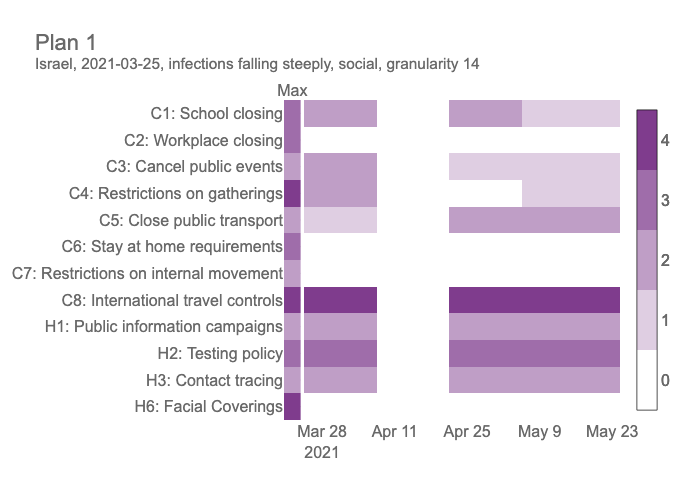 Plan 1
Israel, 2021-03-25, infections falling steeply, social, granularity 14
Max
C1: School closing
C2: Workplace closing
C3: Cancel public events
C4: Restrictions on gatherings
C5: Close public transport
C6: Stay at home requirements
C7: Restrictions on internal movement
C8: International travel controls
H1: Public information campaigns
H2: Testing policy
H3: Contact tracing
H6: Facial Coverings
4
3
2
1
0
Mar 28 Apr 11 Apr 25 May 9 May 23
2021